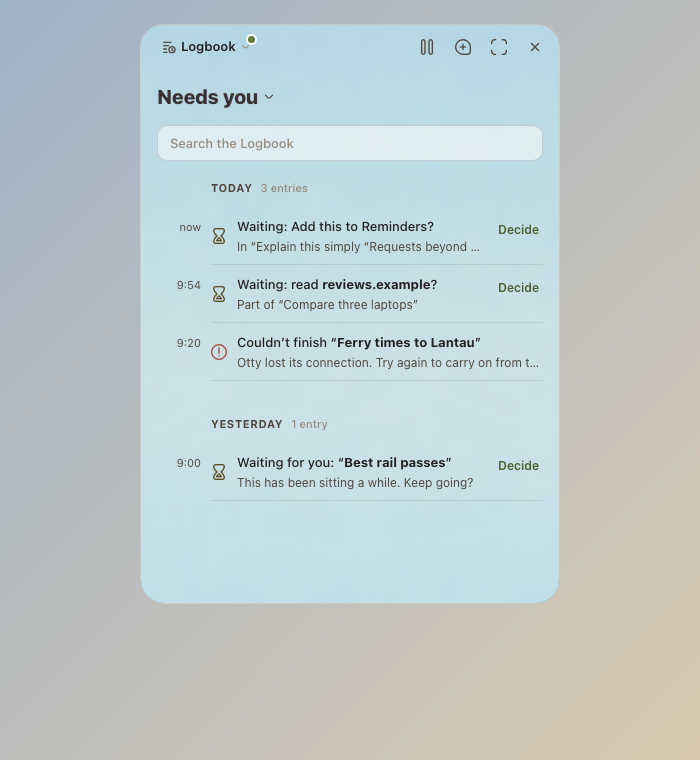 Logbook
Needs you
Search the Logbook
TODAY 3 entries
now Waiting: Add this to Reminders? Decide
In “Explain this simply “Requests beyond ...
9:54 Waiting: read reviews.example? Decide
Part of “Compare three laptops”
9:20 Couldn’t finish “Ferry times to Lantau”
Otty lost its connection. Try again to carry on from t...
YESTERDAY 1 entry
9:00 Waiting for you: “Best rail passes” Decide
This has been sitting a while. Keep going?